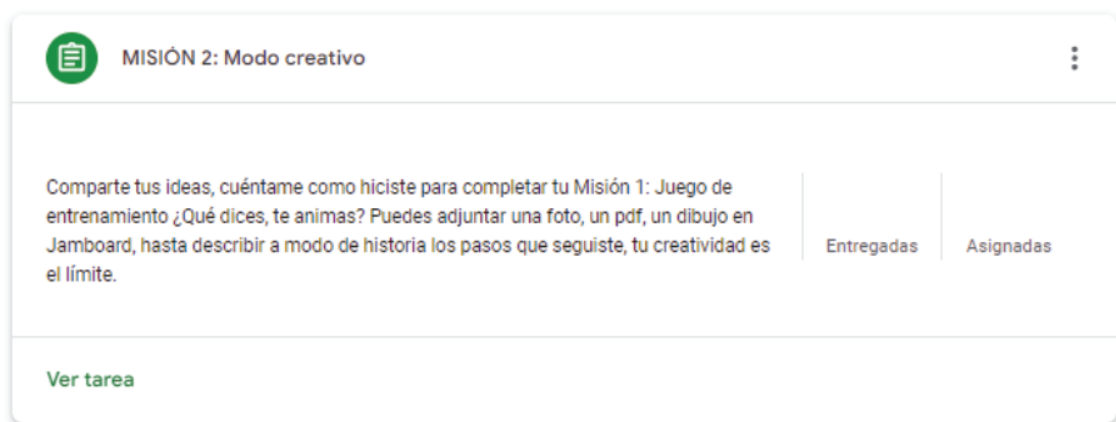 MISIÓN 2: Modo creativo
Comparte tus ideas, cuéntame como hiciste para completar tu Misión 1: Juego de
entrenamiento ¿Qué dices, te animas? Puedes adjuntar una foto, un pdf, un dibujo en
Jamboard, hasta describir a modo de historia los pasos que seguiste, tu creatividad es
el límite.
Entregadas
Asignadas
Ver tarea